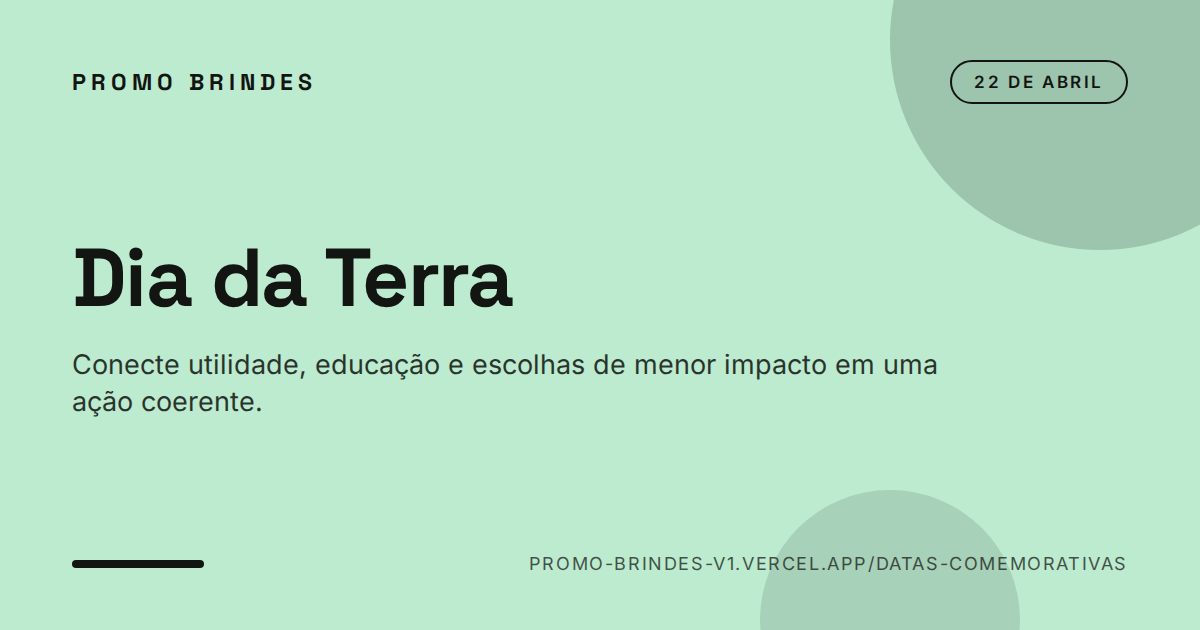 PROMO BRINDES
22 DE ABRIL
Dia da Terra
Conecte utilidade, educação e escolhas de menor impacto em uma
ação coerente.
PROMO-BRINDES-V1.VERCEL.APP/DATAS-COMEMORATIVAS